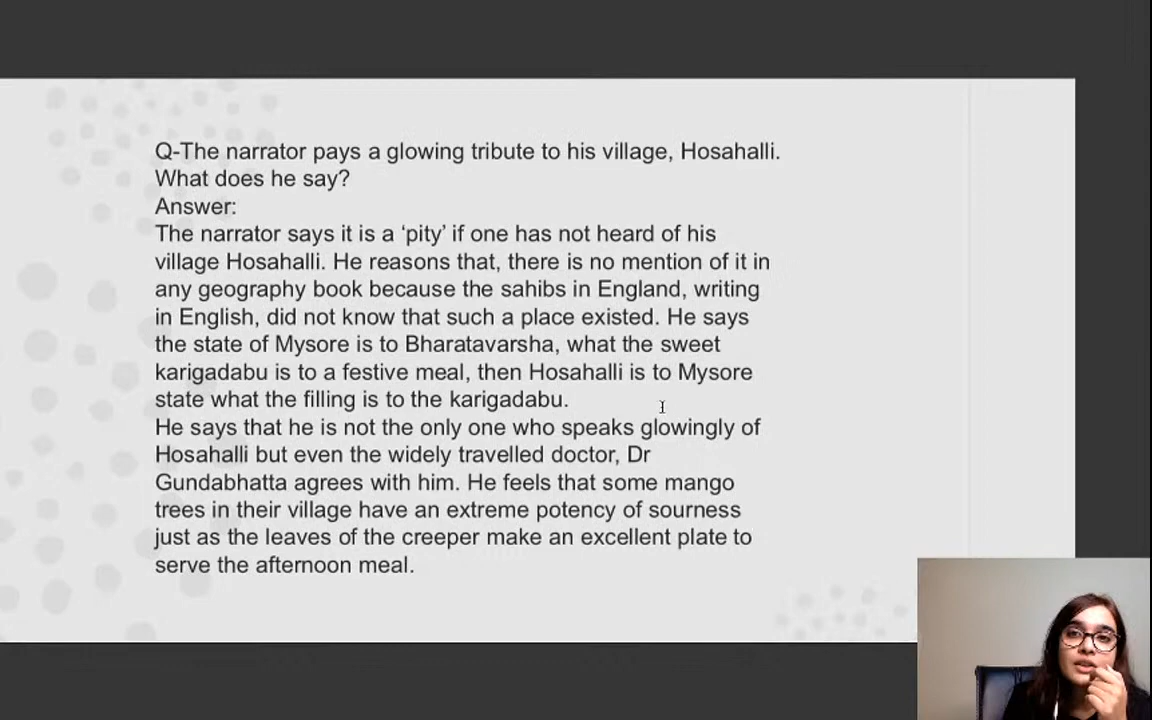 Q-The narrator pays a glowing tribute to his village, Hosahalli.
What does he say?
Answer:
The narrator says it is a ‘pity’ if one has not heard of his
village Hosahalli. He reasons that, there is no mention of it in
any geography book because the sahibs in England, writing
in English, did not know that such a place existed. He says
the state of Mysore is to Bharatavarsha, what the sweet
karigadabu is to a festive meal, then Hosahalli is to Mysore
state what the filling is to the karigadabu.
He says that he is not the only one who speaks glowingly of
Hosahalli but even the widely travelled doctor, Dr
Gundabhatta agrees with him. He feels that some mango
trees in their village have an extreme potency of sourness
just as the leaves of the creeper make an excellent plate to
serve the afternoon meal.